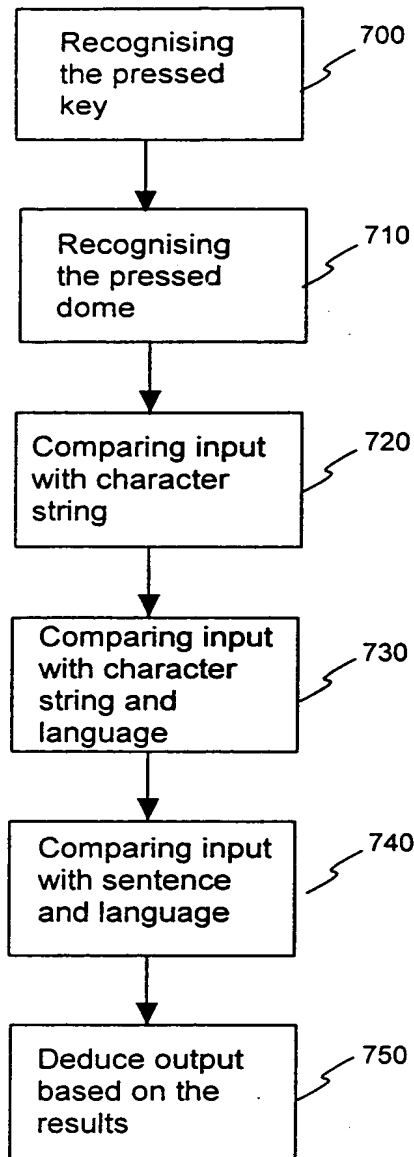 Recognising
the pressed
key
700
Recognising
the pressed
dome
710
Comparing input
with character
string
720
Comparing input
with character
string and
language
730
Comparing input
with sentence
and language
740
Deduce output
based on the
results
750